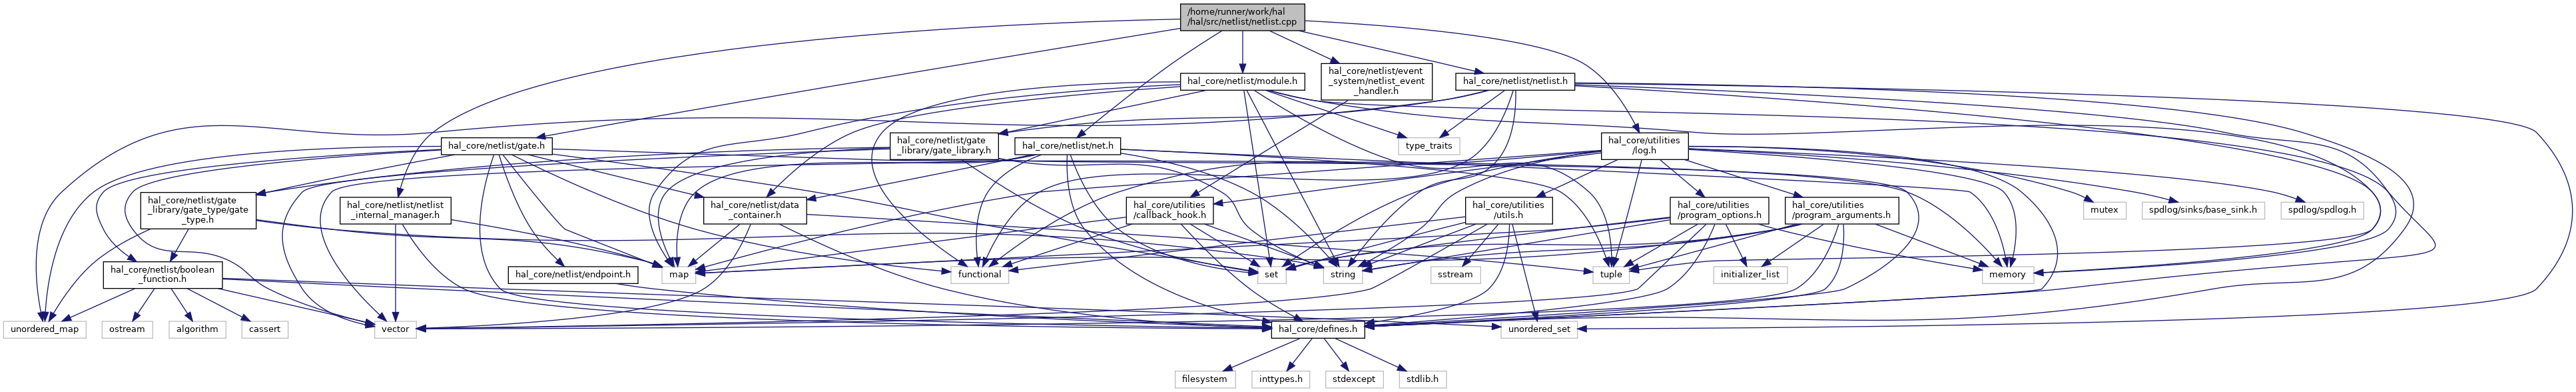 /home/runner/work/hal
/hal/src/netlist/netlist.cpp
hal_core/netlist/event
_system/netlist_event
_handler.h
hal_core/netlist/module.h
hal_core/netlist/netlist.h
hal_core/netlist/gate.h
hal_core/netlist/gate
_library/gate_library.h
hal_core/netlist/net.h
type_traits
hal_core/utilities
/log.h
hal_core/netlist/gate
_library/gate_type/gate
_type.h
hal_core/netlist/netlist
_internal_manager.h
hal_core/netlist/data
_container.h
hal_core/utilities
/callback_hook.h
hal_core/utilities
/utils.h
hal_core/utilities
/program_options.h
hal_core/utilities
/program_arguments.h
mutex
spdlog/sinks/base_sink.h
spdlog/spdlog.h
hal_core/netlist/boolean
_function.h
hal_core/netlist/endpoint.h
map
functional
set
string
sstream
tuple
initializer_list
memory
unordered_map
ostream
algorithm
cassert
vector
hal_core/defines.h
unordered_set
filesystem
inttypes.h
stdexcept
stdlib.h